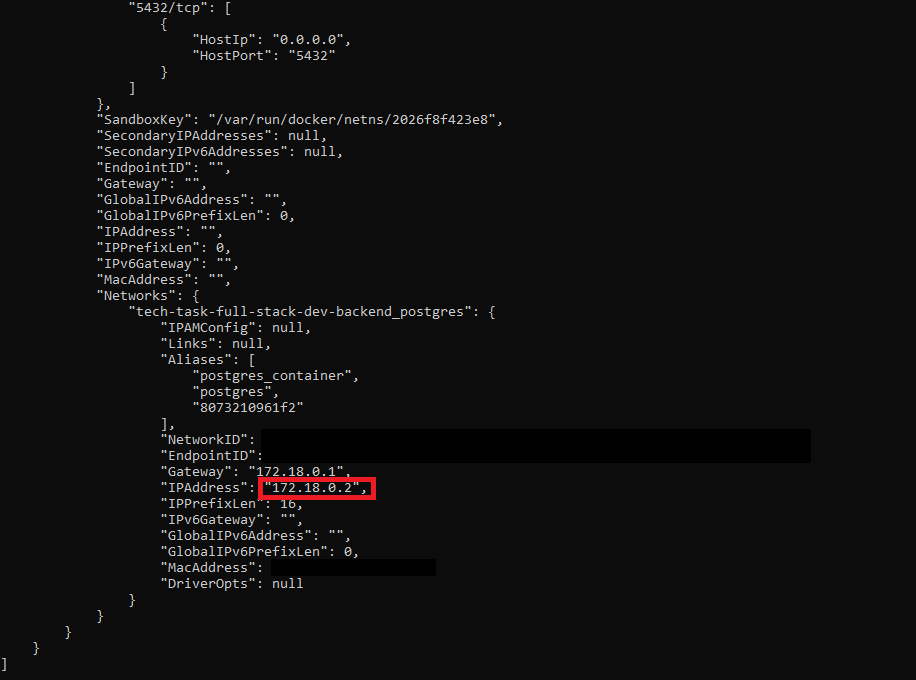 "5432/tcp": [
{
"HostIp": "0.0.0.0",
"HostPort": "5432"
}
]
},
"SandboxKey": "/var/run/docker/netns/2026f8f423e8",
"SecondaryIPAddresses": null,
"SecondaryIPv6Addresses": null,
"EndpointID": "",
"Gateway": "",
"GlobalIPv6Address": "",
"GlobalIPv6PrefixLen": 0,
"IPAddress": "",
"IPPrefixLen": 0,
"IPv6Gateway": "",
"MacAddress": "",
"Networks": {
"tech-task-full-stack-dev-backend_postgres": {
"IPAMConfig": null,
"Links": null,
"Aliases": [
"postgres_container",
"postgres",
"8073210961f2"
],
"NetworkID":
"EndpointID":
"Gateway": "172.18.0.1",
"IPAddress": "172.18.0.2",
"IPPrefixLen": 16,
"IPv6Gateway": "",
"GlobalIPv6Address": "",
"GlobalIPv6PrefixLen": 0,
"MacAddress":
"DriverOpts": null
}
}
}
}
]